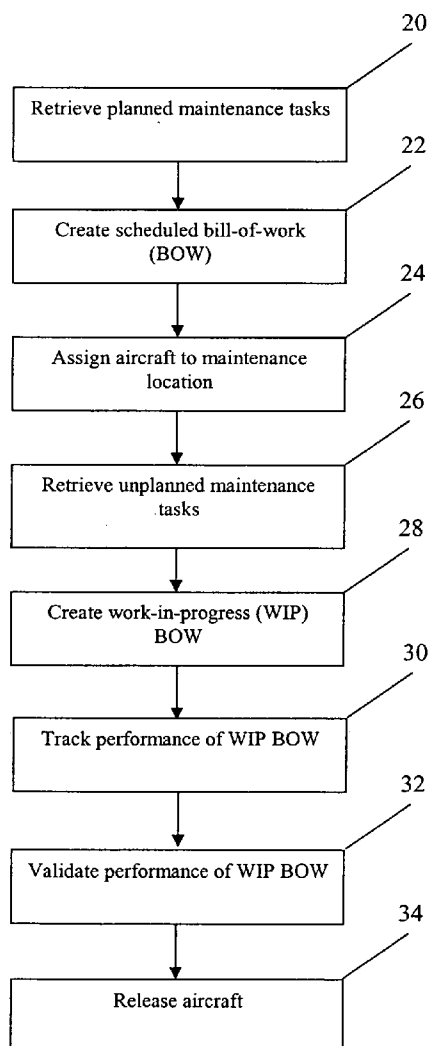 20
Retrieve planned maintenance tasks
22
Create scheduled bill-of-work
(BOW)
24
Assign aircraft to maintenance
location
26
Retrieve unplanned maintenance
tasks
28
Create work-in-progress (WIP)
BOW
30
Track performance of WIP BOW
32
Validate performance of WIP BOW
34
Release aircraft